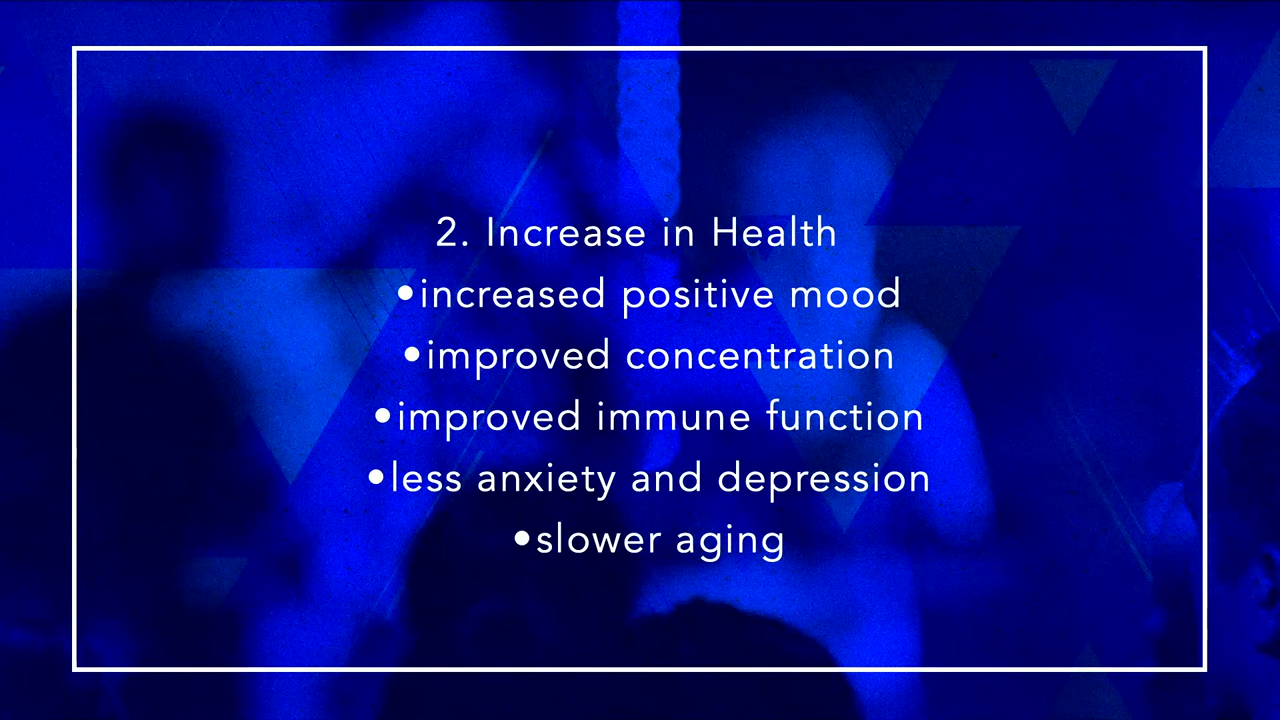 2. Increase in Health
•increased positive mood
•improved concentration
•improved immune function
•less anxiety and depression
•slower aging